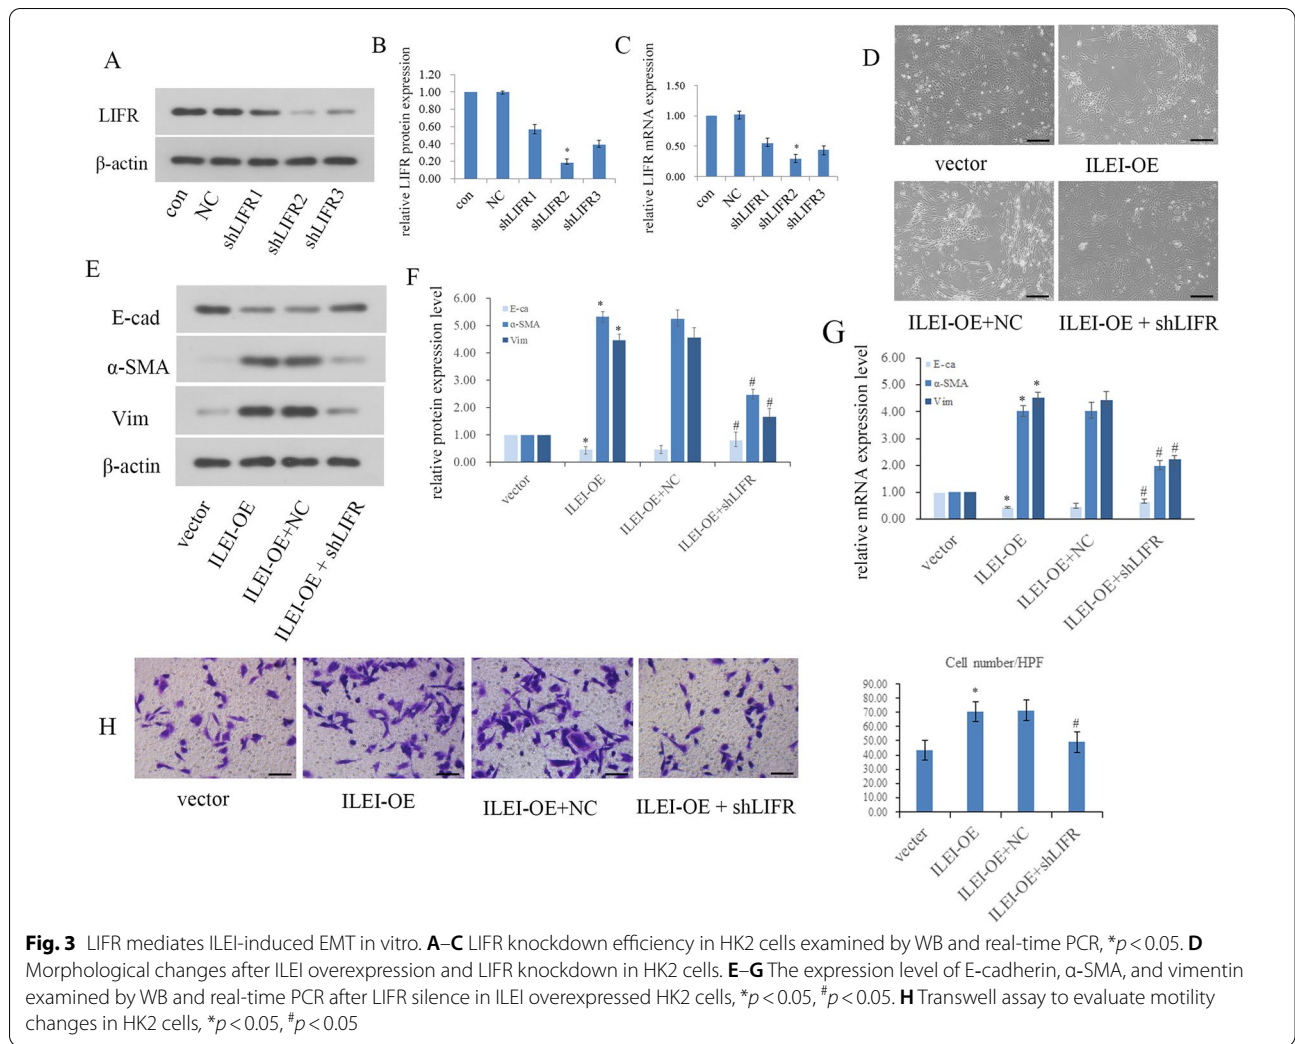 A
LIFR
β-actin
con
NC
shLIFR1
shLIFR2
shLIFR3
B
relative LIFR protein expression
1.20
1.00
0.80
0.60
0.40
0.20
0.00
*
con
NC
shLIFR1
shLIFR2
shLIFR3
C
relative LIFR mRNA expression
1.50
1.00
0.50
0.00
*
con
NC
shLIFR1
shLIFR2
shLIFR3
D
vector
ILEI-OE
ILEI-OE+NC
ILEI-OE + shLIFR
E
E-cad
α-SMA
Vim
β-actin
vector
ILEI-OE
ILEI-OE+NC
ILEI-OE + shLIFR
F
relative protein expression level
6.00
5.00
4.00
3.00
2.00
1.00
0.00
E-ca
α-SMA
Vim
* * *
# # #
vector
ILEI-OE
ILEI-OE+NC
ILEI-OE+shLIFR
G
relative mRNA expression level
6.00
5.00
4.00
3.00
2.00
1.00
0.00
E-ca
α-SMA
Vim
* * *
# # #
vector
ILEI-OE
ILEI-OE+NC
ILEI-OE+shLIFR
H
vector
ILEI-OE
ILEI-OE+NC
ILEI-OE + shLIFR
Cell number/HPF
90.00
80.00
70.00
60.00
50.00
40.00
30.00
20.00
10.00
0.00
*
#
vecter
ILEI-OE
ILEI-OE+NC
ILEI-OE+shLIFR
Fig. 3 LIFR mediates ILEI-induced EMT in vitro. A–C LIFR knockdown efficiency in HK2 cells examined by WB and real-time PCR, *p < 0.05. D
Morphological changes after ILEI overexpression and LIFR knockdown in HK2 cells. E–G The expression level of E-cadherin, α-SMA, and vimentin
examined by WB and real-time PCR after LIFR silence in ILEI overexpressed HK2 cells, *p < 0.05, #p < 0.05. H Transwell assay to evaluate motility
changes in HK2 cells, *p < 0.05, #p < 0.05